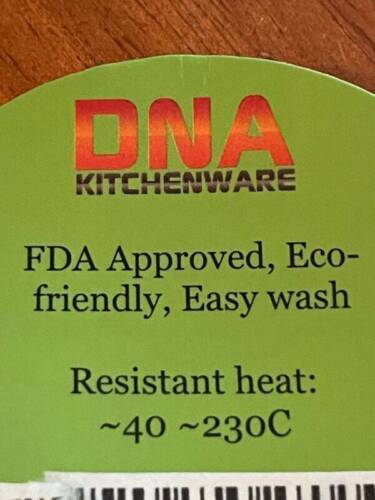 DNA
KITCHENWARE
FDA Approved, Eco-
friendly, Easy wash
Resistant heat:
~40 ~230C